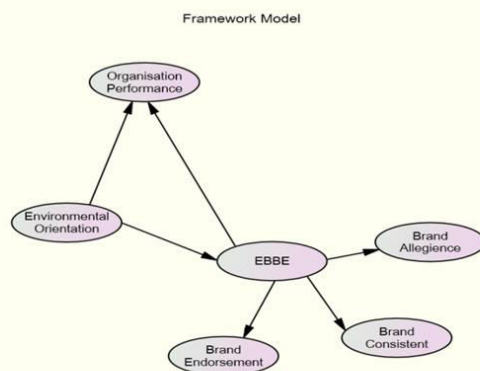 Framework Model
Organisation
Performance
Environmental
Orientation
EBBE
Brand
Allegience
Brand
Consistent
Brand
Endorsement